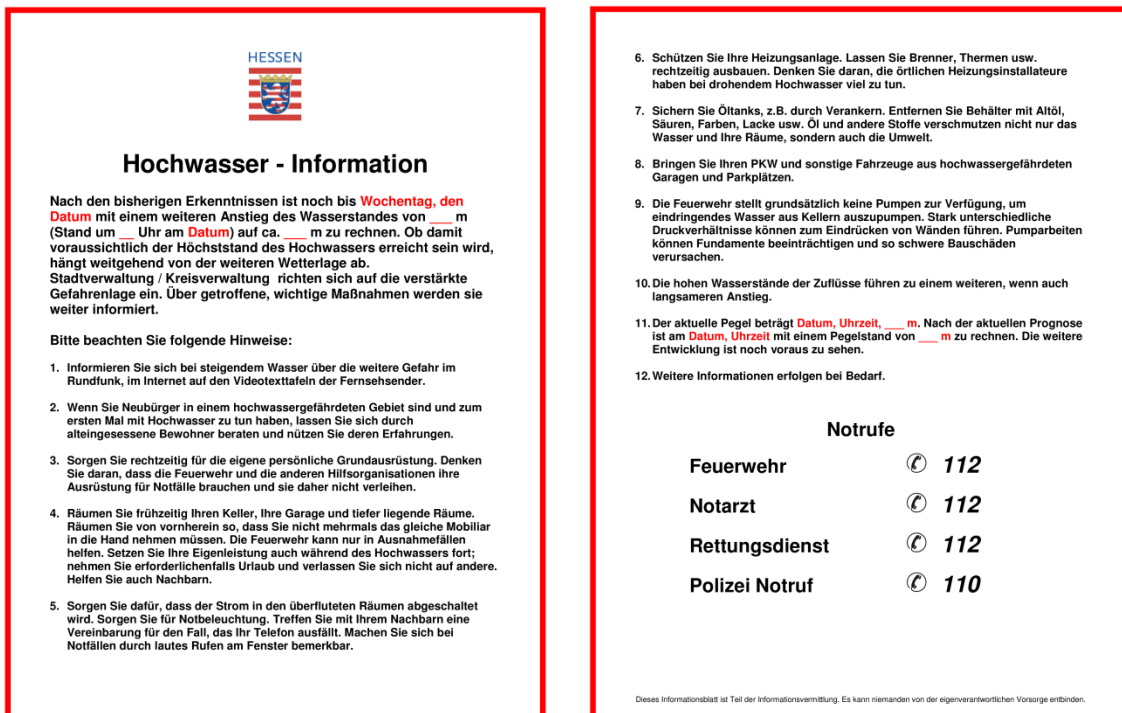 HESSEN
Hochwasser - Information
Nach den bisherigen Erkenntnissen ist noch bis Wochentag, den
Datum mit einem weiteren Anstieg des Wasserstandes von ___ m
(Stand um __ Uhr am Datum) auf ca. ___ m zu rechnen. Ob damit
voraussichtlich der Höchststand des Hochwassers erreicht sein wird,
hängt weitgehend von der weiteren Wetterlage ab.
Stadtverwaltung / Kreisverwaltung richten sich auf die verstärkte
Gefahrenlage ein. Über getroffene, wichtige Maßnahmen werden sie
weiter informiert.
Bitte beachten Sie folgende Hinweise:
1. Informieren Sie sich bei steigendem Wasser über die weitere Gefahr im
Rundfunk, im Internet auf den Videotexttafeln der Fernsehsender.
2. Wenn Sie Neubürger in einem hochwassergefährdeten Gebiet sind und zum
ersten Mal mit Hochwasser zu tun haben, lassen Sie sich durch
alteingesessene Bewohner beraten und nützen Sie deren Erfahrungen.
3. Sorgen Sie rechtzeitig für die eigene persönliche Grundausrüstung. Denken
Sie daran, dass die Feuerwehr und die anderen Hilfsorganisationen ihre
Ausrüstung für Notfälle brauchen und sie daher nicht verleihen.
4. Räumen Sie frühzeitig Ihren Keller, Ihre Garage und tiefer liegende Räume.
Räumen Sie von vornherein so, dass Sie nicht mehrmals das gleiche Mobiliar
in die Hand nehmen müssen. Die Feuerwehr kann nur in Ausnahmefällen
helfen. Setzen Sie Ihre Eigenleistung auch während des Hochwassers fort;
nehmen Sie erforderlichenfalls Urlaub und verlassen Sie sich nicht auf andere.
Helfen Sie auch Nachbarn.
5. Sorgen Sie dafür, dass der Strom in den überfluteten Räumen abgeschaltet
wird. Sorgen Sie für Notbeleuchtung. Treffen Sie mit Ihrem Nachbarn eine
Vereinbarung für den Fall, das Ihr Telefon ausfällt. Machen Sie sich bei
Notfällen durch lautes Rufen am Fenster bemerkbar.
6. Schützen Sie Ihre Heizungsanlage. Lassen Sie Brenner, Thermen usw.
rechtzeitig ausbauen. Denken Sie daran, die örtlichen Heizungsinstallateure
haben bei drohendem Hochwasser viel zu tun.
7. Sichern Sie Öltanks, z.B. durch Verankern. Entfernen Sie Behälter mit Altöl,
Säuren, Farben, Lacke usw. Öl und andere Stoffe verschmutzen nicht nur das
Wasser und Ihre Räume, sondern auch die Umwelt.
8. Bringen Sie Ihren PKW und sonstige Fahrzeuge aus hochwassergefährdeten
Garagen und Parkplätzen.
9. Die Feuerwehr stellt grundsätzlich keine Pumpen zur Verfügung, um
eindringendes Wasser aus Kellern auszupumpen. Stark unterschiedliche
Druckverhältnisse können zum Eindrücken von Wänden führen. Pumparbeiten
können Fundamente beeinträchtigen und so schwere Bauschäden
verursachen.
10. Die hohen Wasserstände der Zuflüsse führen zu einem weiteren, wenn auch
langsameren Anstieg.
11. Der aktuelle Pegel beträgt Datum, Uhrzeit, ___ m. Nach der aktuellen Prognose
ist am Datum, Uhrzeit mit einem Pegelstand von ___ m zu rechnen. Die weitere
Entwicklung ist noch voraus zu sehen.
12. Weitere Informationen erfolgen bei Bedarf.
Notrufe
Feuerwehr ✆ 112
Notarzt ✆ 112
Rettungsdienst ✆ 112
Polizei Notruf ✆ 110
Dieses Informationsblatt ist Teil der Informationsvermittlung. Es kann niemanden von der eigenverantwortlichen Vorsorge entbinden.